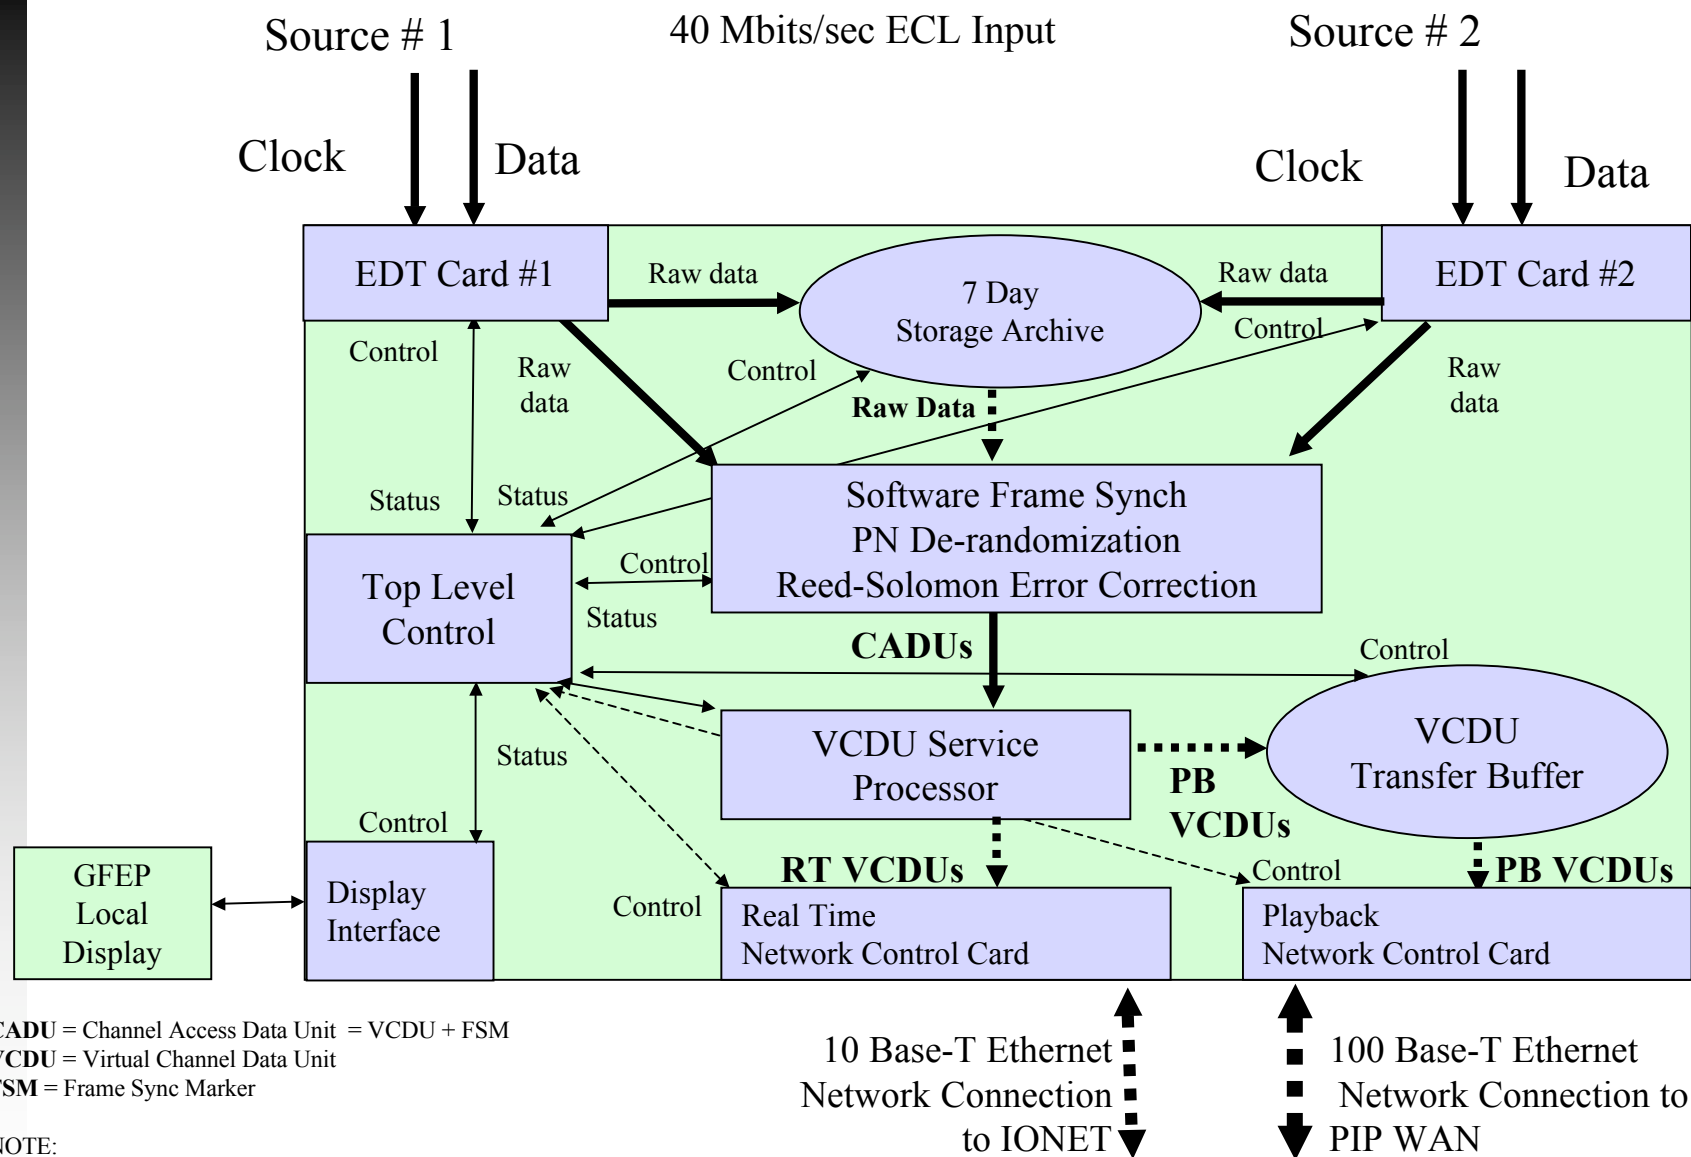 Source # 1
40 Mbits/sec ECL Input
Source # 2
Clock
Data
Clock
Data
EDT Card #1
Raw data
7 Day
Storage Archive
Raw data
EDT Card #2
Control
Raw
data
Control
Control
Raw
data
Raw Data
Status
Status
Software Frame Synch
PN De-randomization
Reed-Solomon Error Correction
Top Level
Control
Control
Status
CADUs
Control
VCDU Service
Processor
VCDU
Transfer Buffer
Status
PB
VCDUs
Control
RT VCDUs
Control
PB VCDUs
GFEP
Local
Display
Display
Interface
Control
Real Time
Network Control Card
Playback
Network Control Card
CADU = Channel Access Data Unit = VCDU + FSM
VCDU = Virtual Channel Data Unit
FSM = Frame Sync Marker
NOTE:
10 Base-T Ethernet
Network Connection
to IONET
100 Base-T Ethernet
Network Connection to
PIP WAN